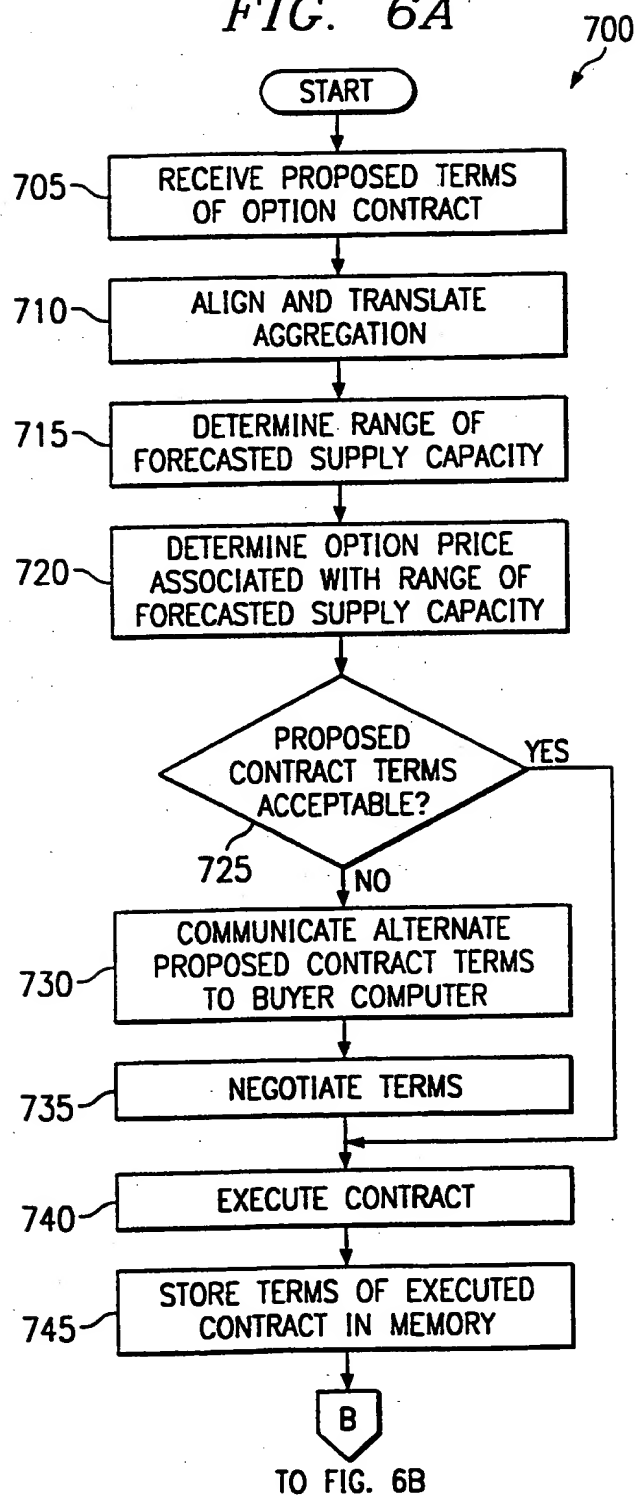 FIG. 6A
700
START
705
RECEIVE PROPOSED TERMS
OF OPTION CONTRACT
710
ALIGN AND TRANSLATE
AGGREGATION
715
DETERMINE RANGE OF
FORECASTED SUPPLY CAPACITY
720
DETERMINE OPTION PRICE
ASSOCIATED WITH RANGE OF
FORECASTED SUPPLY CAPACITY
PROPOSED
CONTRACT TERMS
ACCEPTABLE?
YES
725
NO
730
COMMUNICATE ALTERNATE
PROPOSED CONTRACT TERMS
TO BUYER COMPUTER
735
NEGOTIATE TERMS
740
EXECUTE CONTRACT
745
STORE TERMS OF EXECUTED
CONTRACT IN MEMORY
B
TO FIG. 6B